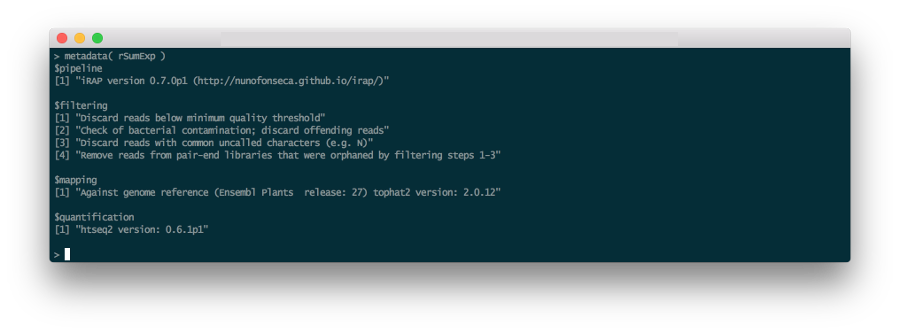 > metadata( rSumExp )
$pipeline
[1] "iRAP version 0.7.0p1 (http://nunofonseca.github.io/irap/)"
$filtering
[1] "Discard reads below minimum quality threshold"
[2] "Check of bacterial contamination; discard offending reads"
[3] "Discard reads with common uncalled characters (e.g. N)"
[4] "Remove reads from pair-end libraries that were orphaned by filtering steps 1-3"
$mapping
[1] "Against genome reference (Ensembl Plants  release: 27) tophat2 version: 2.0.12"
$quantification
[1] "htseq2 version: 0.6.1p1"
>